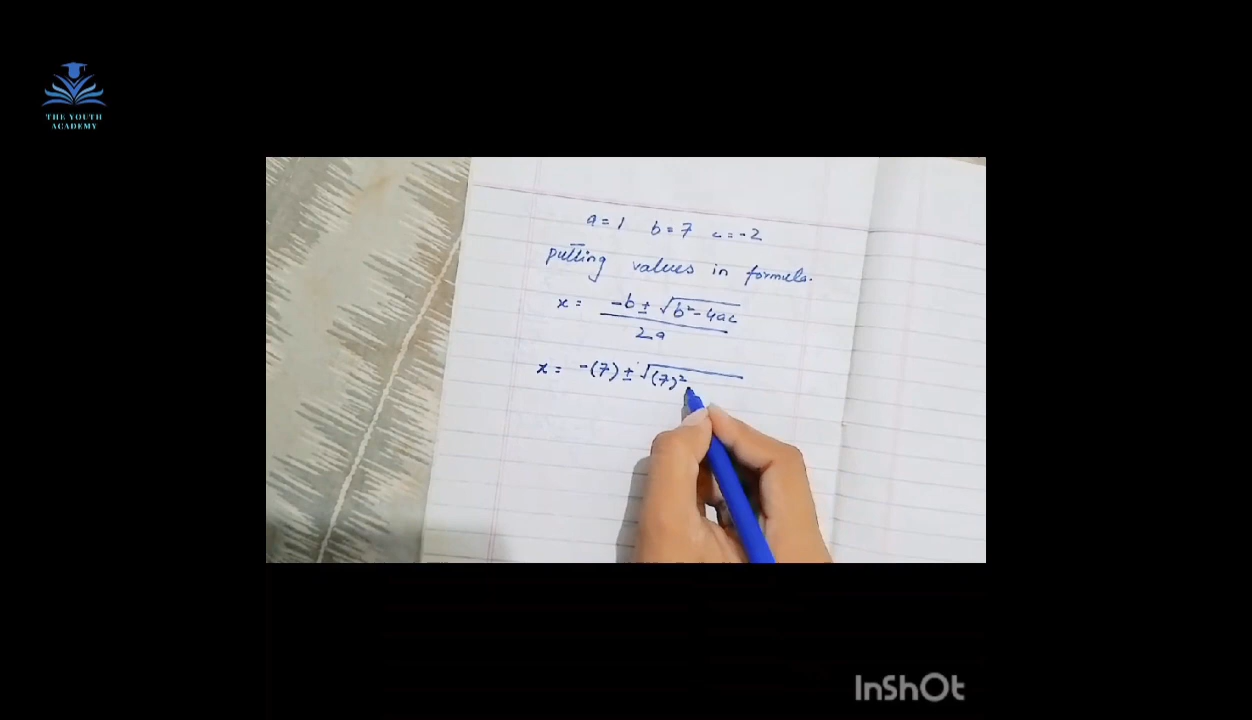 THE YOUTH
ACADEMY
a = 1 b = 7 c = -2
putting values in formula.
x = -b ± √b² - 4ac
2a
x = -(7) ± √(7)²
InShOt